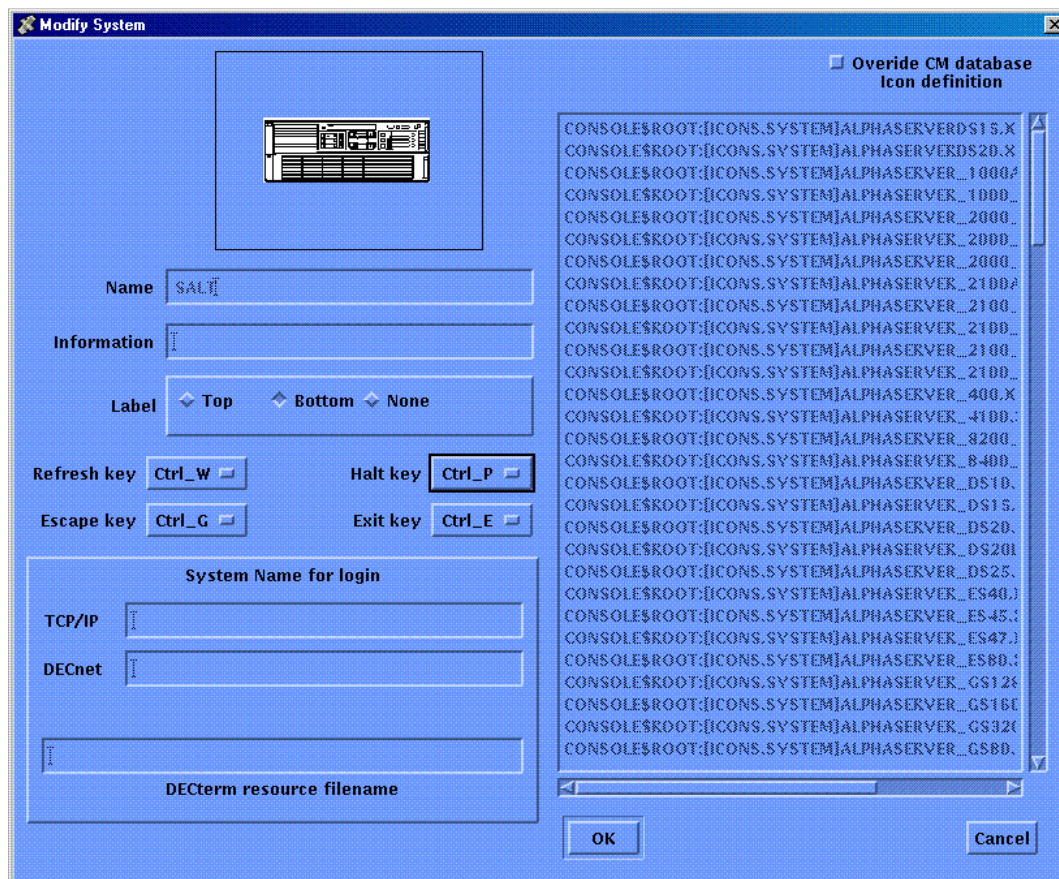 Modify System
Overide CM database
Icon definition
Name SALT
Information
Label Top Bottom None
Refresh key Ctrl_W Halt key Ctrl_P
Escape key Ctrl_G Exit key Ctrl_E
System Name for login
TCP/IP
DECnet
DECterm resource filename
CONSOLE$ROOT:[ICONS.SYSTEM]ALPHASERVERDS15.X
CONSOLE$ROOT:[ICONS.SYSTEM]ALPHASERVERDS20.X
CONSOLE$ROOT:[ICONS.SYSTEM]ALPHASERVER_1000A
CONSOLE$ROOT:[ICONS.SYSTEM]ALPHASERVER_1000_
CONSOLE$ROOT:[ICONS.SYSTEM]ALPHASERVER_2000_
CONSOLE$ROOT:[ICONS.SYSTEM]ALPHASERVER_2000_
CONSOLE$ROOT:[ICONS.SYSTEM]ALPHASERVER_2000_
CONSOLE$ROOT:[ICONS.SYSTEM]ALPHASERVER_2100A
CONSOLE$ROOT:[ICONS.SYSTEM]ALPHASERVER_2100_
CONSOLE$ROOT:[ICONS.SYSTEM]ALPHASERVER_2100_
CONSOLE$ROOT:[ICONS.SYSTEM]ALPHASERVER_2100_
CONSOLE$ROOT:[ICONS.SYSTEM]ALPHASERVER_2100_
CONSOLE$ROOT:[ICONS.SYSTEM]ALPHASERVER_400.X
CONSOLE$ROOT:[ICONS.SYSTEM]ALPHASERVER_4100.
CONSOLE$ROOT:[ICONS.SYSTEM]ALPHASERVER_8200_
CONSOLE$ROOT:[ICONS.SYSTEM]ALPHASERVER_8400_
CONSOLE$ROOT:[ICONS.SYSTEM]ALPHASERVER_DS10.
CONSOLE$ROOT:[ICONS.SYSTEM]ALPHASERVER_DS15.
CONSOLE$ROOT:[ICONS.SYSTEM]ALPHASERVER_DS20.
CONSOLE$ROOT:[ICONS.SYSTEM]ALPHASERVER_DS20L
CONSOLE$ROOT:[ICONS.SYSTEM]ALPHASERVER_DS25.
CONSOLE$ROOT:[ICONS.SYSTEM]ALPHASERVER_ES40.
CONSOLE$ROOT:[ICONS.SYSTEM]ALPHASERVER_ES45.
CONSOLE$ROOT:[ICONS.SYSTEM]ALPHASERVER_ES47.
CONSOLE$ROOT:[ICONS.SYSTEM]ALPHASERVER_ES80.
CONSOLE$ROOT:[ICONS.SYSTEM]ALPHASERVER_GS128
CONSOLE$ROOT:[ICONS.SYSTEM]ALPHASERVER_GS160
CONSOLE$ROOT:[ICONS.SYSTEM]ALPHASERVER_GS320
CONSOLE$ROOT:[ICONS.SYSTEM]ALPHASERVER_GS80.
OK Cancel